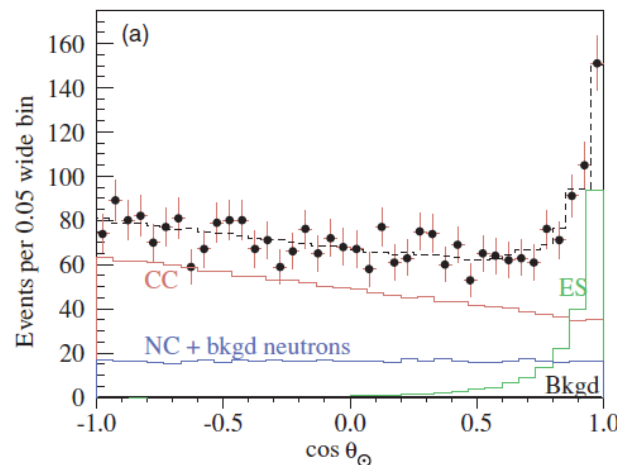 (a)
Events per 0.05 wide bin
160
140
120
100
80
60
40
20
0
CC
ES
NC + bkgd neutrons
Bkgd
-1.0
-0.5
0.0
0.5
1.0
cos θ☉